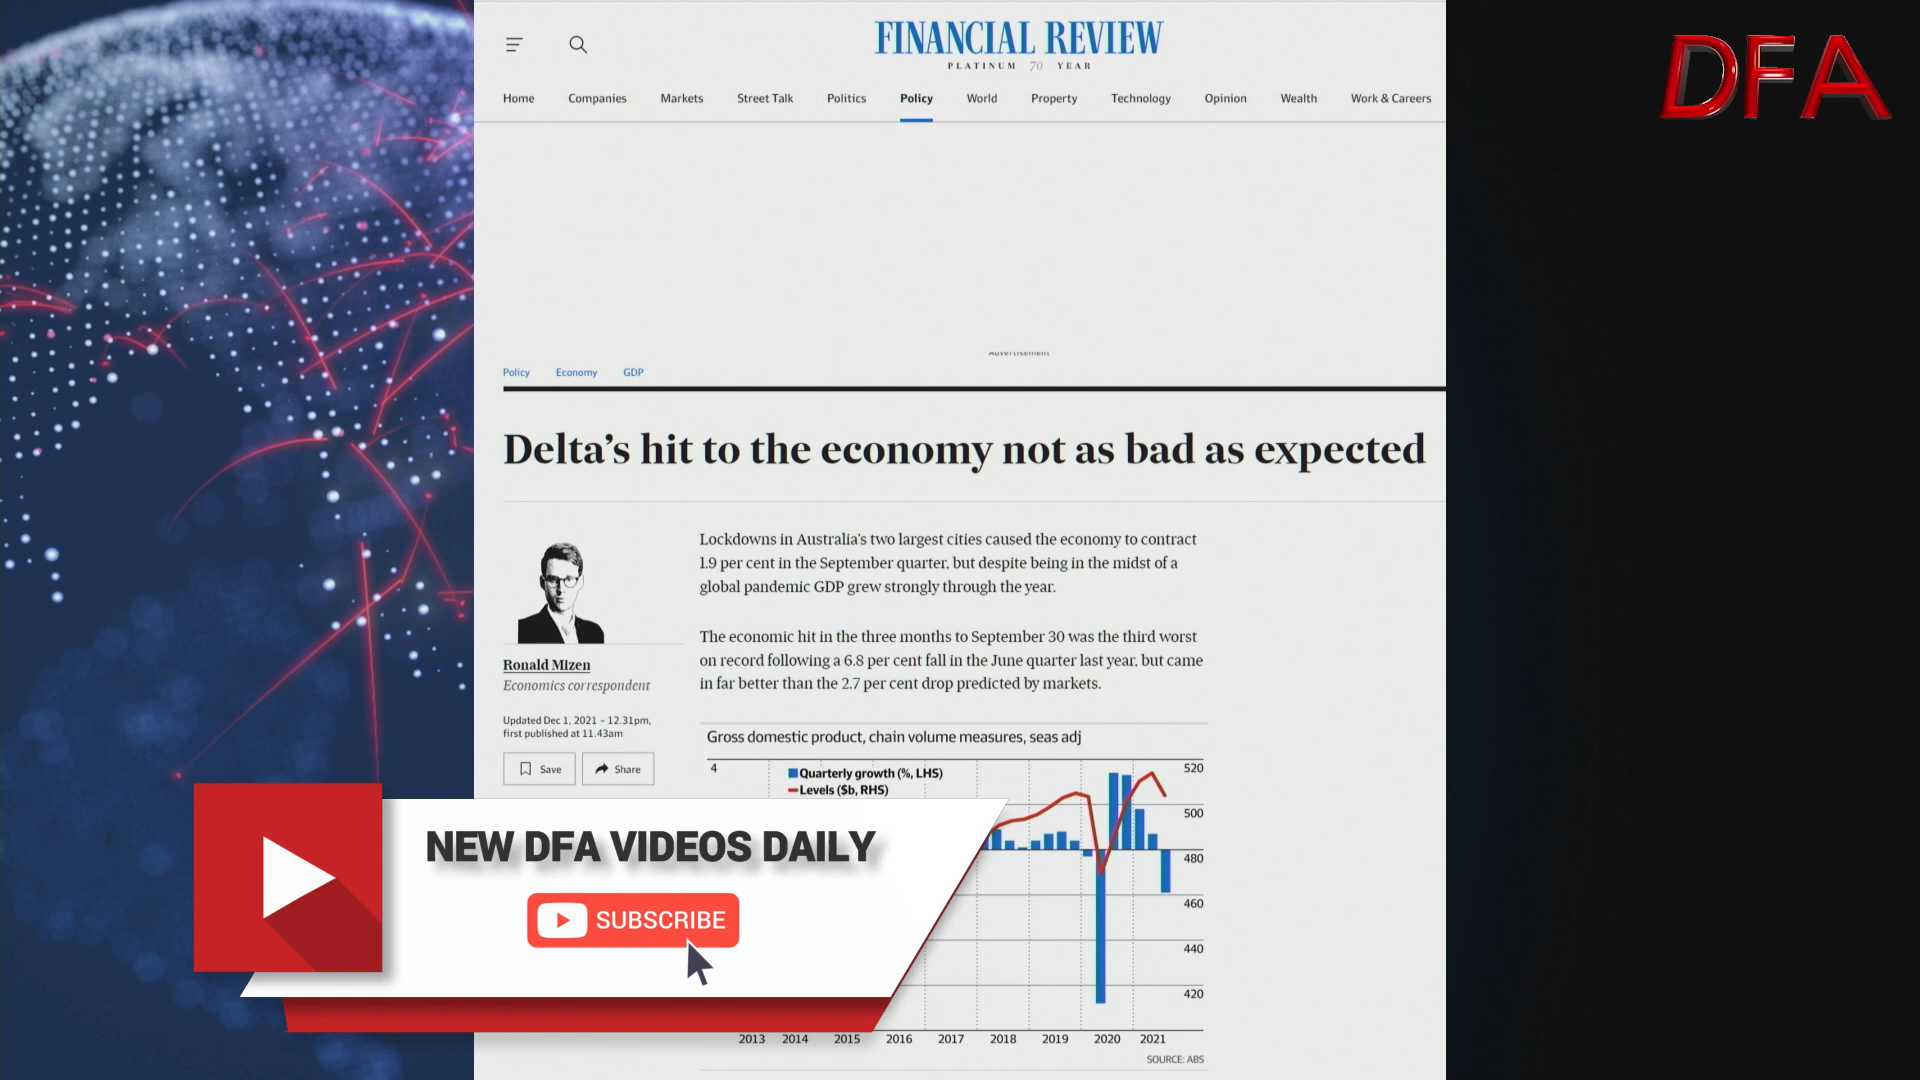 FINANCIAL REVIEW
PLATINUM 70 YEAR
DFA
Home Companies Markets Street Talk Politics Policy World Property Technology Opinion Wealth Work & Careers
Advertisement
Policy Economy GDP
Delta's hit to the economy not as bad as expected
Lockdowns in Australia's two largest cities caused the economy to contract
1.9 per cent in the September quarter, but despite being in the midst of a
global pandemic GDP grew strongly through the year.
The economic hit in the three months to September 30 was the third worst
on record following a 6.8 per cent fall in the June quarter last year, but came
in far better than the 2.7 per cent drop predicted by markets.
Ronald Mizen
Economics correspondent
Updated Dec 1, 2021 – 12.31pm,
first published at 11.43am
Save Share
Gross domestic product, chain volume measures, seas adj
4 520
Quarterly growth (%, LHS)
Levels ($b, RHS)
500
480
460
440
420
2013 2014 2015 2016 2017 2018 2019 2020 2021
SOURCE: ABS
NEW DFA VIDEOS DAILY
SUBSCRIBE